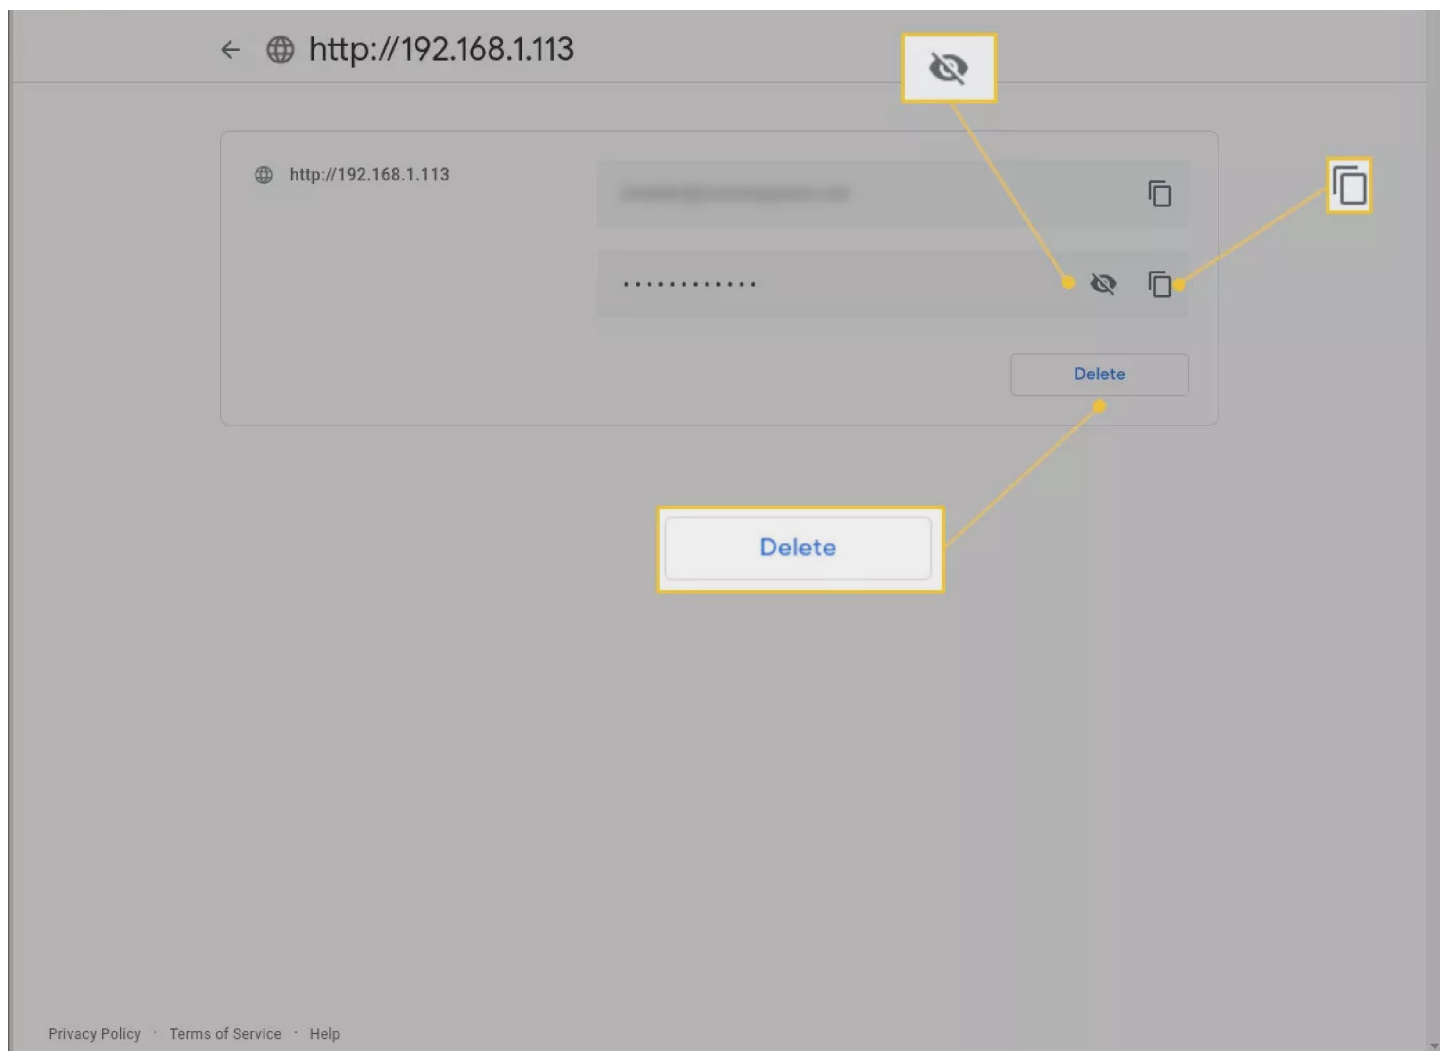 http://192.168.1.113
http://192.168.1.113
............
Delete
Delete
Privacy Policy · Terms of Service · Help